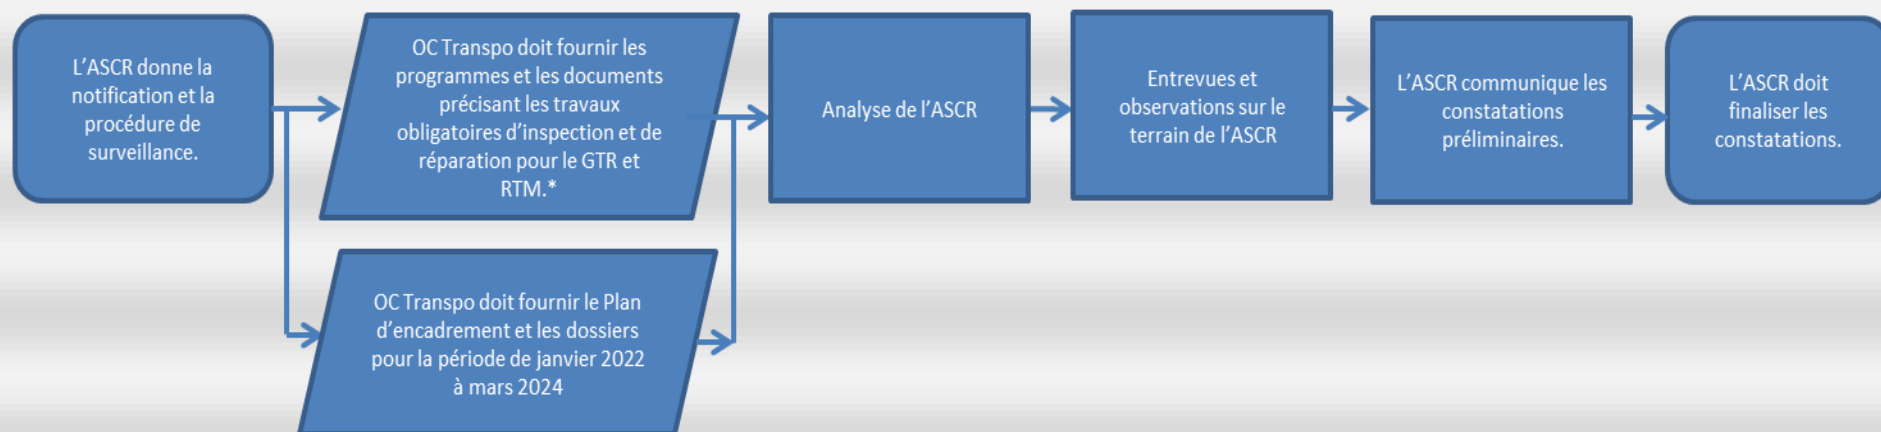 L'ASCR donne la
notification et la
procédure de
surveillance.
OC Transpo doit fournir les
programmes et les documents
précisant les travaux
obligatoires d'inspection et de
réparation pour le GTR et
RTM.*
OC Transpo doit fournir le Plan
d'encadrement et les dossiers
pour la période de janvier 2022
à mars 2024
Analyse de l'ASCR
Entrevues et
observations sur le
terrain de l'ASCR
L'ASCR communique les
constatations
préliminaires.
L'ASCR doit
finaliser les
constatations.